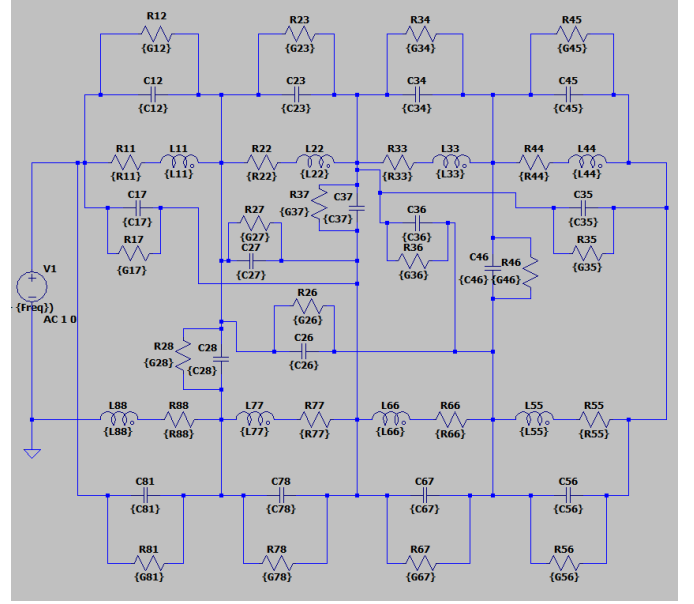 R12
{G12}
R23
{G23}
R34
{G34}
R45
{G45}
C12
{C12}
C23
{C23}
C34
{C34}
C45
{C45}
R11
{R11}
L11
{L11}
R22
{R22}
L22
{L22}
R33
{R33}
L33
{L33}
R44
{R44}
L44
{L44}
C17
{C17}
R17
{G17}
R27
{G27}
C27
{C27}
R37
{G37}
C37
{C37}
C36
{C36}
R36
{G36}
C35
{C35}
R35
{G35}
C46
{C46}
R46
{G46}
V1
{Freq})
AC 1 0
R26
{G26}
C26
{C26}
R28
{G28}
C28
{C28}
L88
{L88}
R88
{R88}
L77
{L77}
R77
{R77}
L66
{L66}
R66
{R66}
L55
{L55}
R55
{R55}
C81
{C81}
C78
{C78}
C67
{C67}
C56
{C56}
R81
{G81}
R78
{G78}
R67
{G67}
R56
{G56}